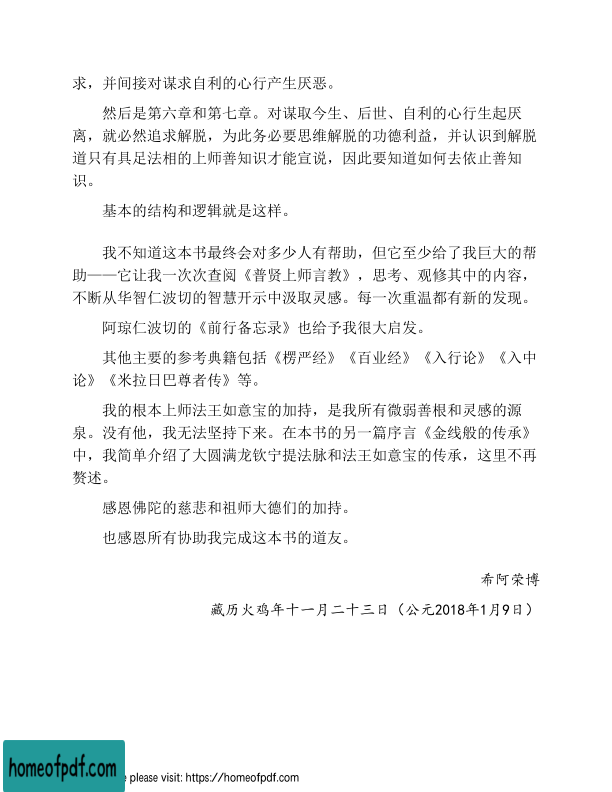 求，并间接对谋求自利的心行产生厌恶。
然后是第六章和第七章。对谋取今生、后世、自利的心行生起厌
离，就必然追求解脱，为此务必要思维解脱的功德利益，并认识到解脱
道只有具足法相的上师善知识才能宣说，因此要知道如何去依止善知
识。
基本的结构和逻辑就是这样。
我不知道这本书最终会对多少人有帮助，但它至少给了我巨大的帮
助——它让我一次次查阅《普贤上师言教》，思考、观修其中的内容，
不断从华智仁波切的智慧开示中汲取灵感。每一次重温都有新的发现。
阿琼仁波切的《前行备忘录》也给予我很大启发。
其他主要的参考典籍包括《楞严经》《百业经》《入行论》《入中
论》《米拉日巴尊者传》等。
我的根本上师法王如意宝的加持，是我所有微弱善根和灵感的源
泉。没有他，我无法坚持下来。在本书的另一篇序言《金线般的传承》
中，我简单介绍了大圆满龙钦宁提法脉和法王如意宝的传承，这里不再
赘述。
感恩佛陀的慈悲和祖师大德们的加持。
也感恩所有协助我完成这本书的道友。
希阿荣博
藏历火鸡年十一月二十三日（公元2018年1月9日）
homeofpdf.com
e please visit: https://homeofpdf.com